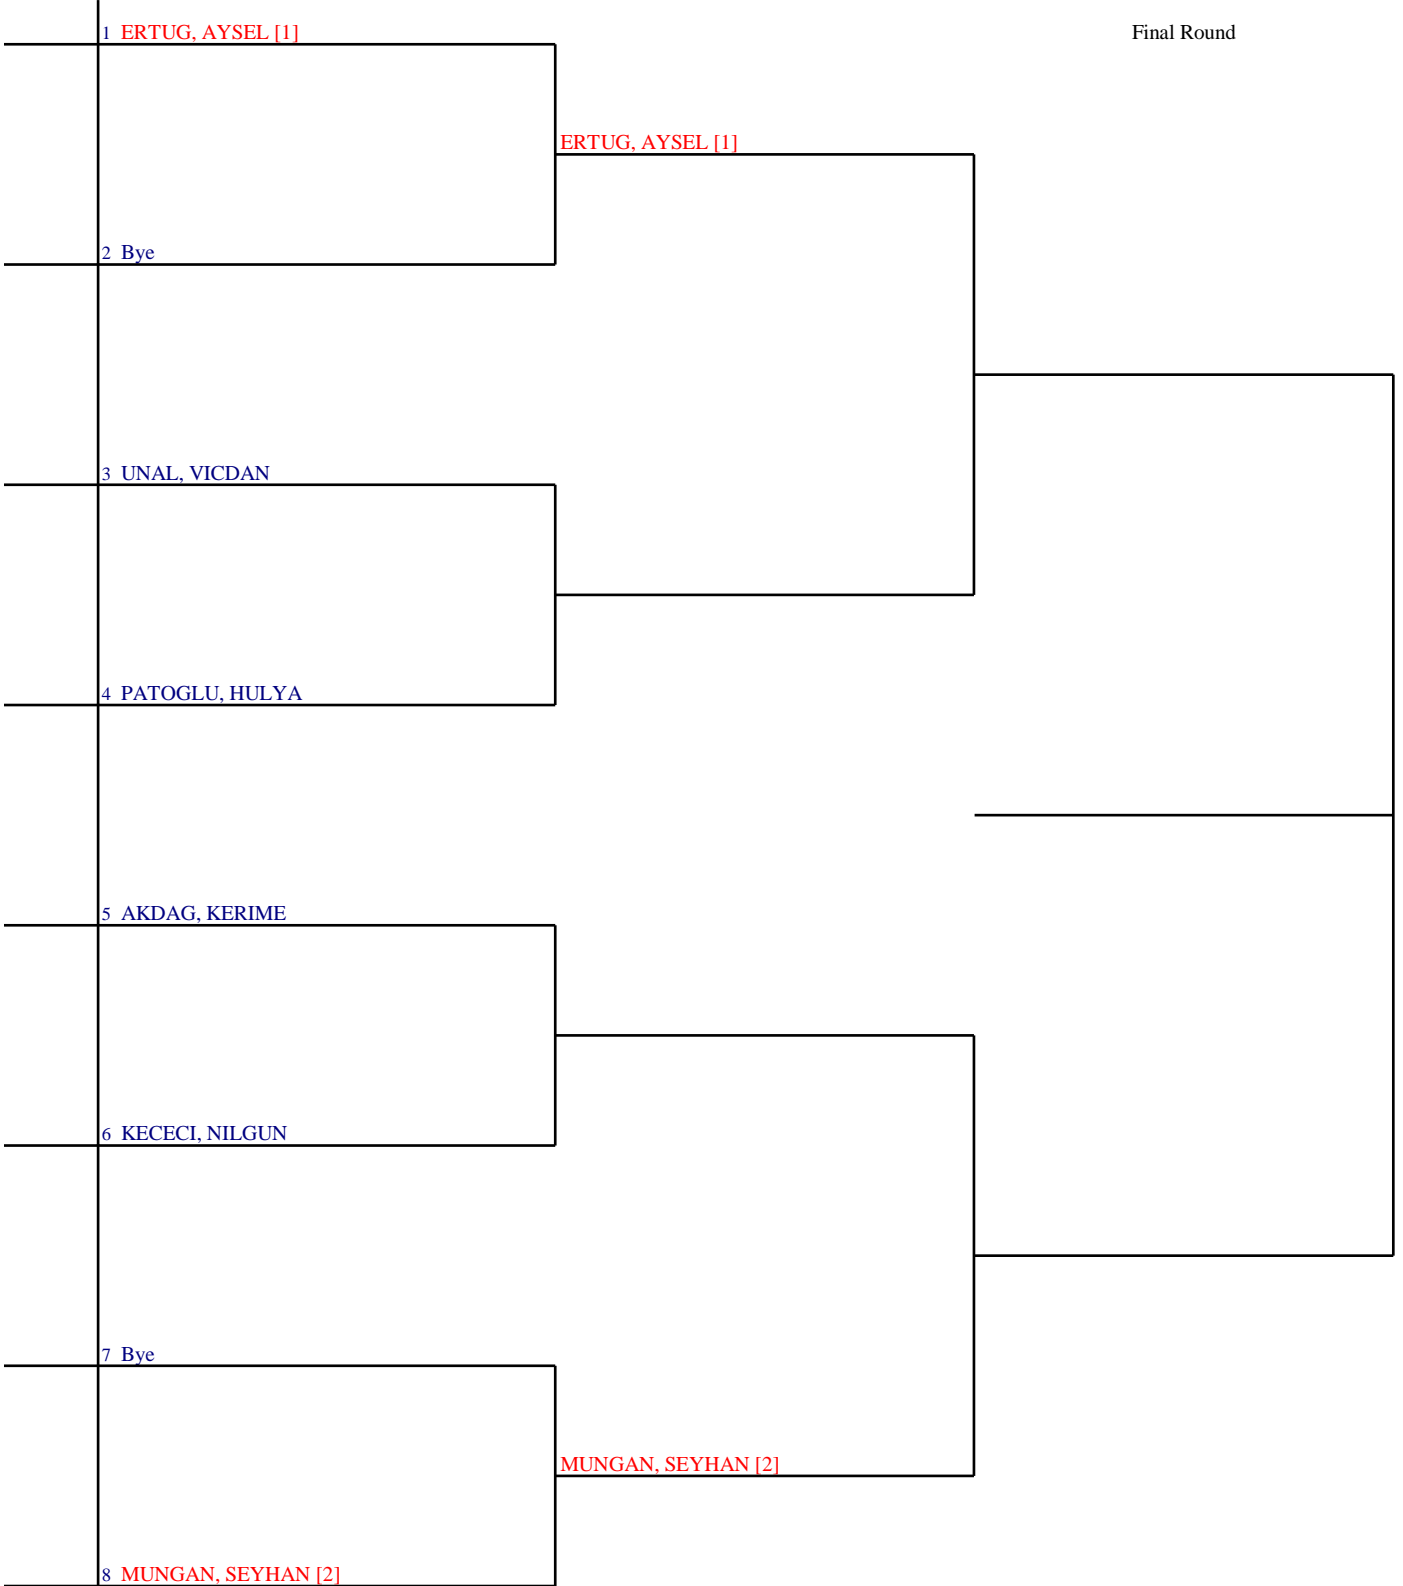 1 ERTUG, AYSEL [1]
Final Round
ERTUG, AYSEL [1]
2 Bye
3 UNAL, VICDAN
4 PATOGLU, HULYA
5 AKDAG, KERIME
6 KECECI, NILGUN
7 Bye
MUNGAN, SEYHAN [2]
8 MUNGAN, SEYHAN [2]